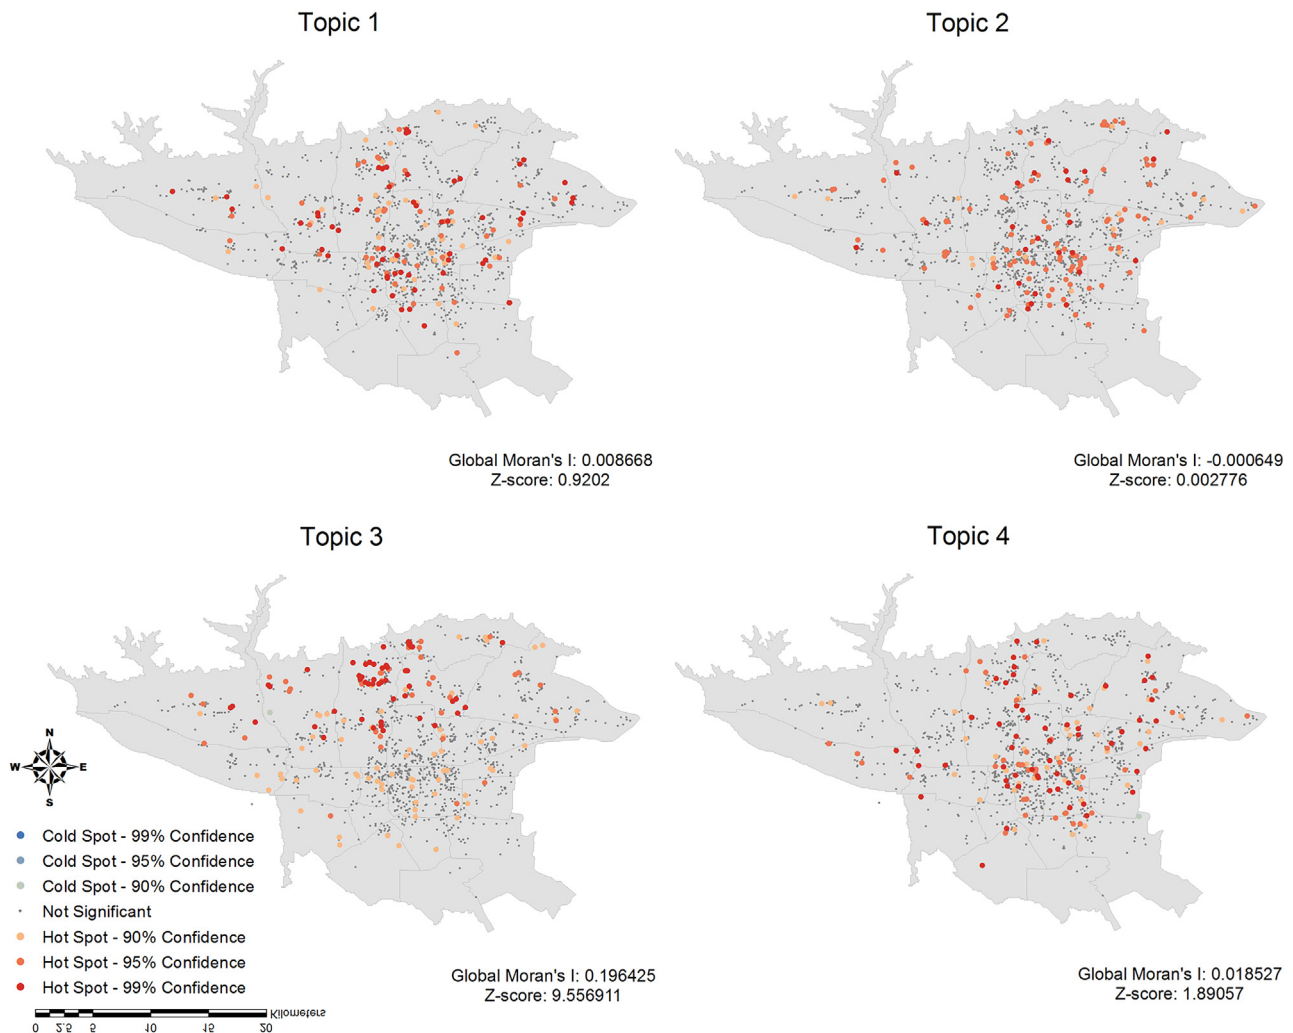 Topic 1
Topic 2
Global Moran's I: 0.008668
Z-score: 0.9202
Global Moran's I: -0.000649
Z-score: 0.002776
Topic 3
Topic 4
N
W E
S
Cold Spot - 99% Confidence
Cold Spot - 95% Confidence
Cold Spot - 90% Confidence
Not Significant
Hot Spot - 90% Confidence
Hot Spot - 95% Confidence
Hot Spot - 99% Confidence
Global Moran's I: 0.196425
Z-score: 9.556911
Global Moran's I: 0.018527
Z-score: 1.89057
Kilometers
0 2.5 5 10 15 20